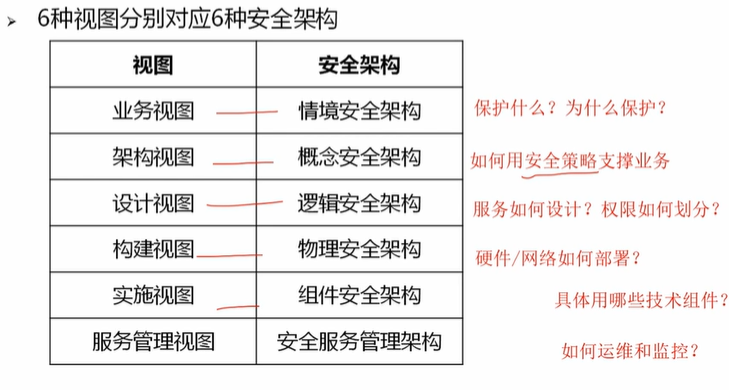 6种视图分别对应6种安全架构
视图 安全架构
业务视图 情境安全架构 保护什么？为什么保护？
架构视图 概念安全架构 如何用安全策略支撑业务
设计视图 逻辑安全架构 服务如何设计？权限如何划分？
构建视图 物理安全架构 硬件/网络如何部署？
实施视图 组件安全架构 具体用哪些技术组件？
服务管理视图 安全服务管理架构 如何运维和监控？